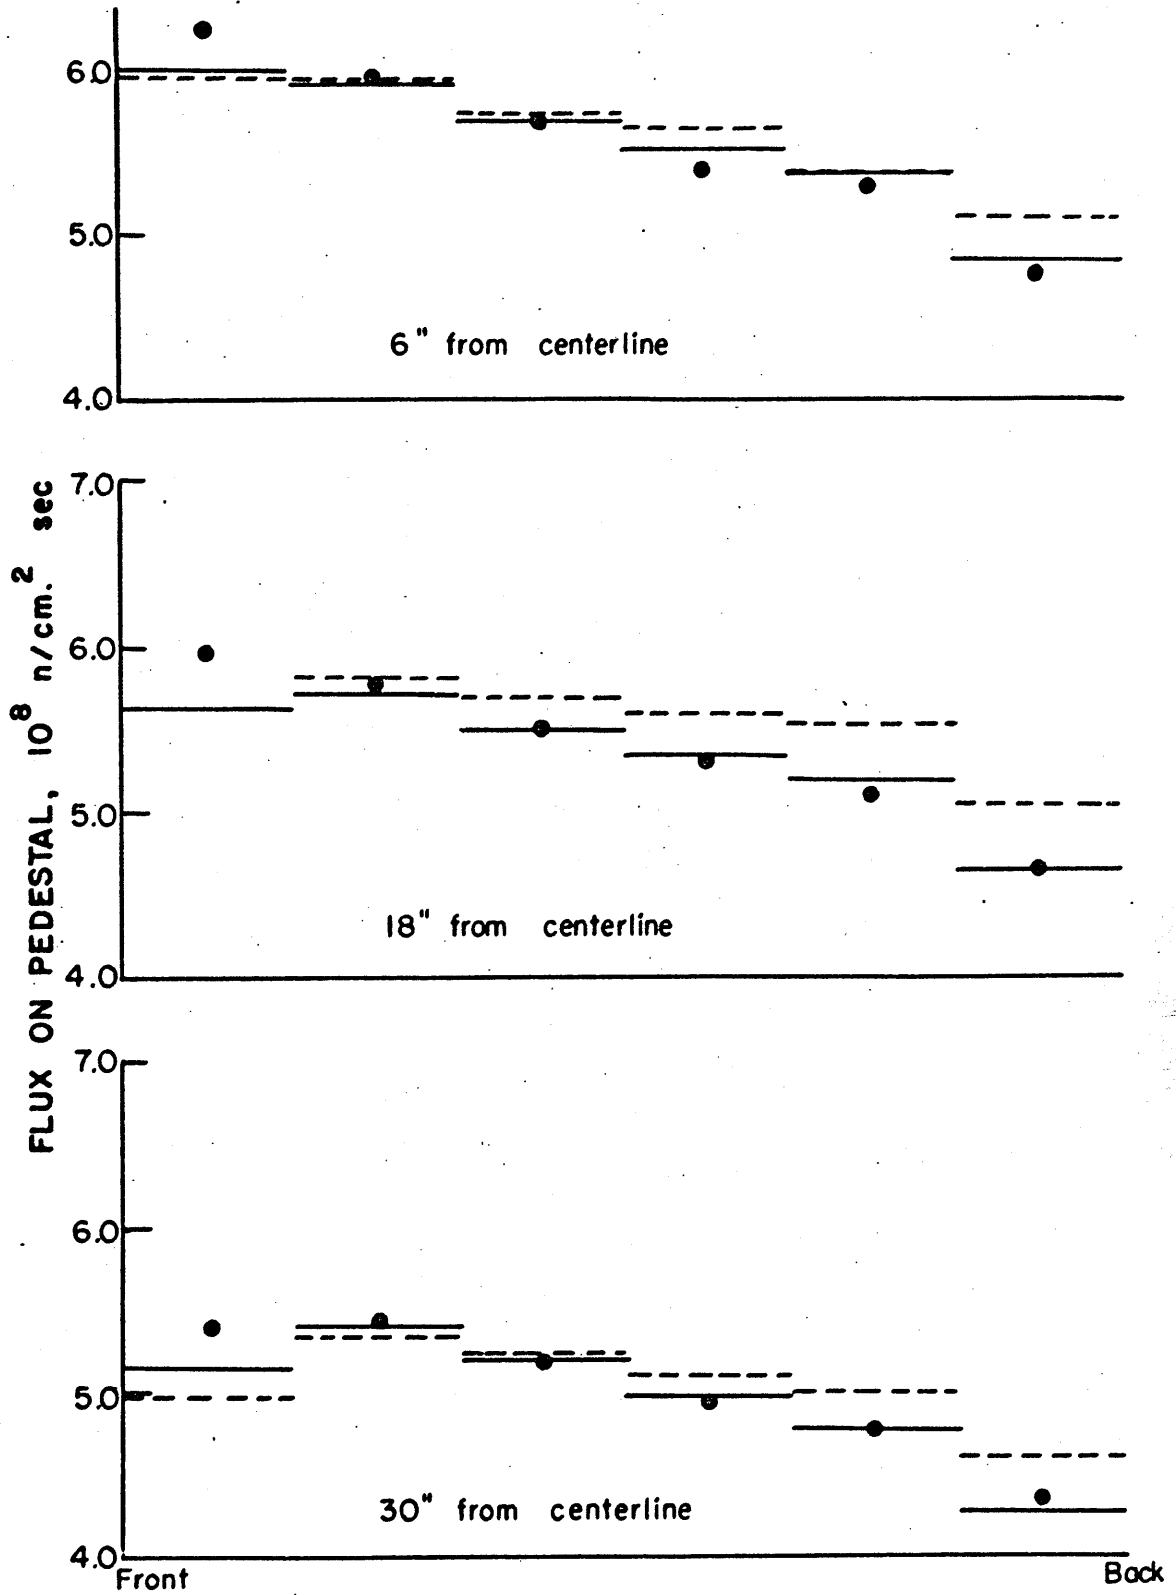 6.0
5.0
4.0
6" from centerline
FLUX ON PEDESTAL, 10⁸ n/cm.² sec
7.0
6.0
5.0
4.0
18" from centerline
7.0
6.0
5.0
4.0
30" from centerline
Front
Back